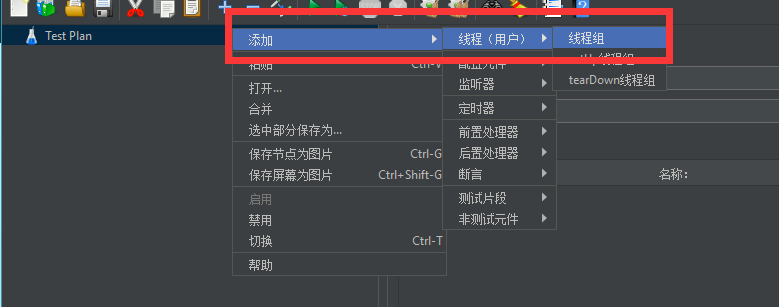 Test Plan
添加
线程（用户）
线程组
粘贴
Ctrl-V
配置元件
线程组
打开...
监听器
tearDown线程组
合并
定时器
选中部分保存为...
前置处理器
保存节点为图片
Ctrl-G
后置处理器
保存屏幕为图片
Ctrl+Shift-G
断言
名称:
启用
测试片段
禁用
非测试元件
切换
Ctrl-T
帮助